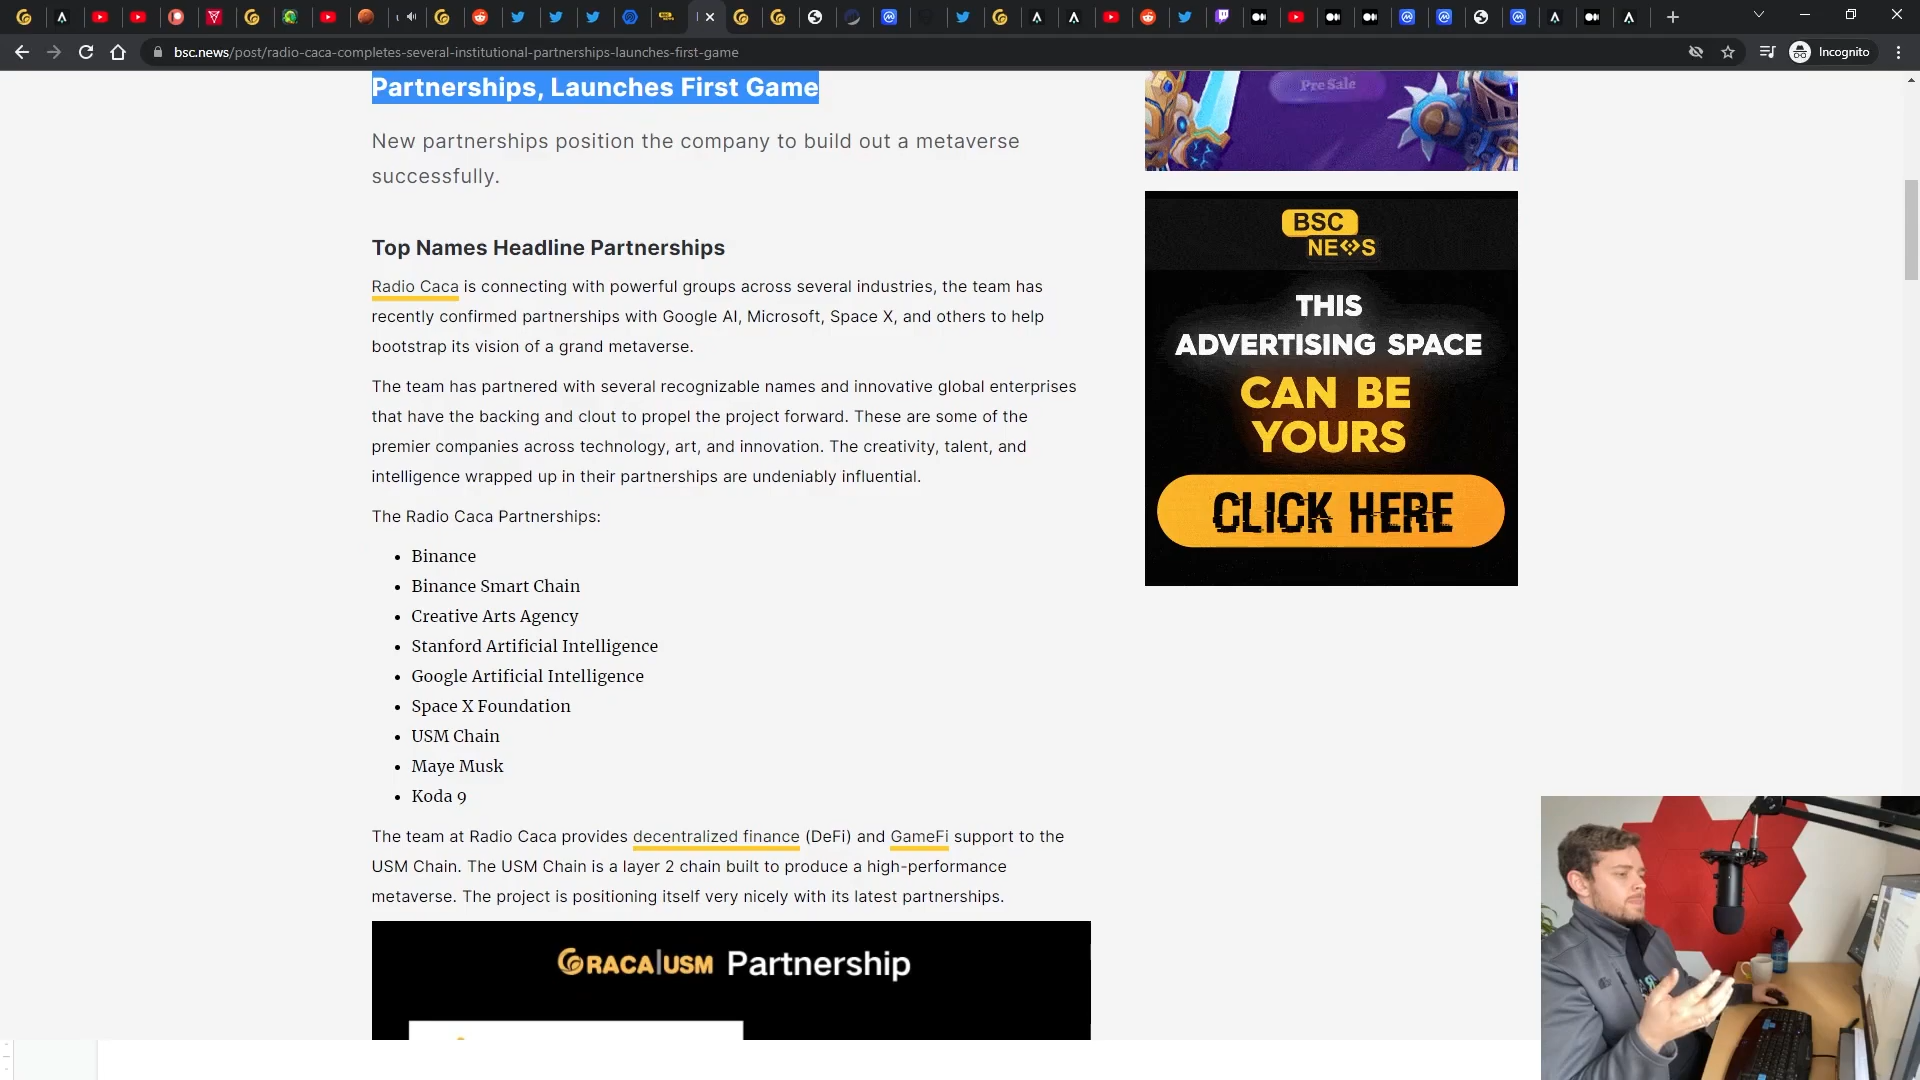 bsc.news/post/radio-caca-completes-several-institutional-partnerships-launches-first-game
Incognito
Partnerships, Launches First Game
New partnerships position the company to build out a metaverse
successfully.
Top Names Headline Partnerships
Radio Caca is connecting with powerful groups across several industries, the team has
recently confirmed partnerships with Google AI, Microsoft, Space X, and others to help
bootstrap its vision of a grand metaverse.
The team has partnered with several recognizable names and innovative global enterprises
that have the backing and clout to propel the project forward. These are some of the
premier companies across technology, art, and innovation. The creativity, talent, and
intelligence wrapped up in their partnerships are undeniably influential.
The Radio Caca Partnerships:
• Binance
• Binance Smart Chain
• Creative Arts Agency
• Stanford Artificial Intelligence
• Google Artificial Intelligence
• Space X Foundation
• USM Chain
• Maye Musk
• Koda 9
The team at Radio Caca provides decentralized finance (DeFi) and GameFi support to the
USM Chain. The USM Chain is a layer 2 chain built to produce a high-performance
metaverse. The project is positioning itself very nicely with its latest partnerships.
RACA|USM Partnership
Pre Sale
BSC
NEWS
THIS
ADVERTISING SPACE
CAN BE
YOURS
CLICK HERE